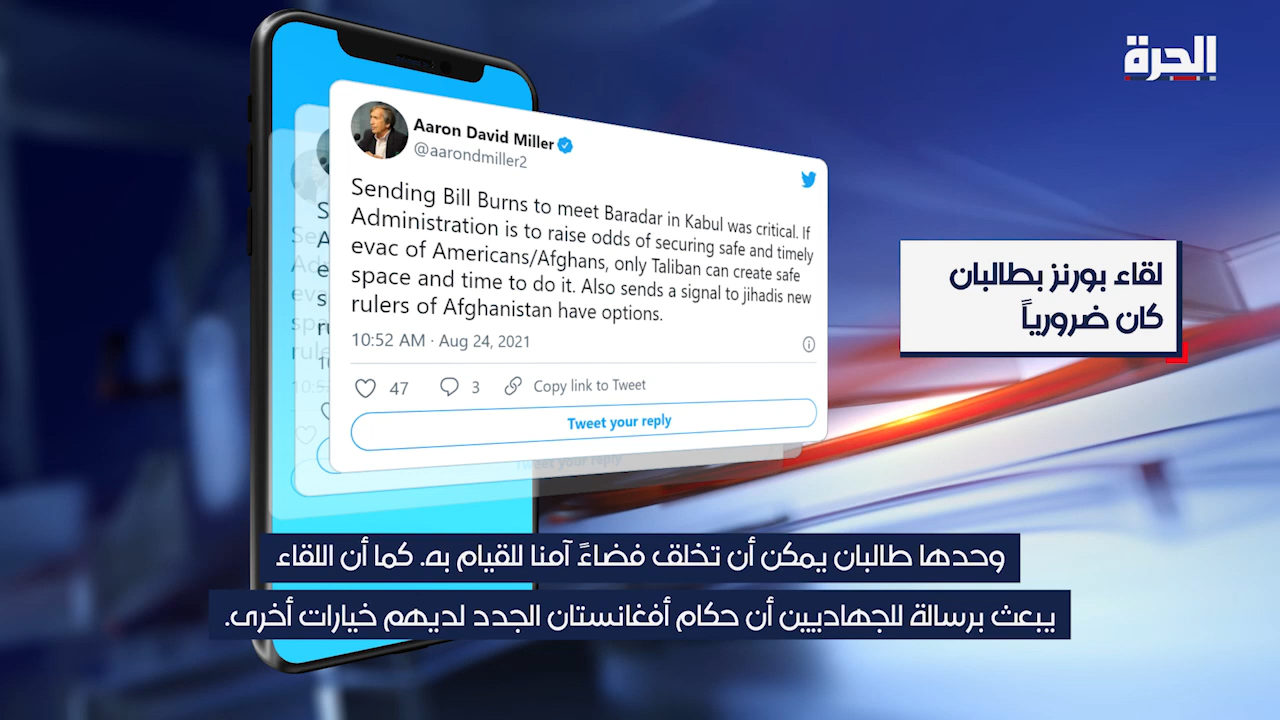 الحرة
Aaron David Miller
@aarondmiller2
Sending Bill Burns to meet Baradar in Kabul was critical. If
Administration is to raise odds of securing safe and timely
evac of Americans/Afghans, only Taliban can create safe
space and time to do it. Also sends a signal to jihadis new
rulers of Afghanistan have options.
10:52 AM · Aug 24, 2021
47 3 Copy link to Tweet
Tweet your reply
لقاء بورنز بطالبان
كان ضرورياً
وحدها طالبان يمكن أن تخلف فضاءً آمنا للقيام به. كما أن اللقاء
يبعث برسالة للجهاديين أن حكام أفغانستان الجدد لديهم خيارات أخرى.